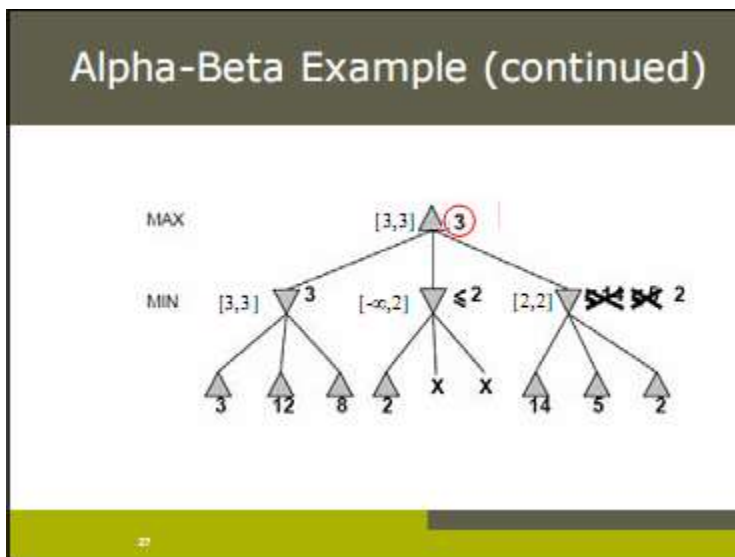 Alpha-Beta Example (continued)
MAX [3,3] 3
MIN [3,3] 3 [-∞,2] ≤ 2 [2,2] 2
3 12 8 2 X X 14 5 2
27